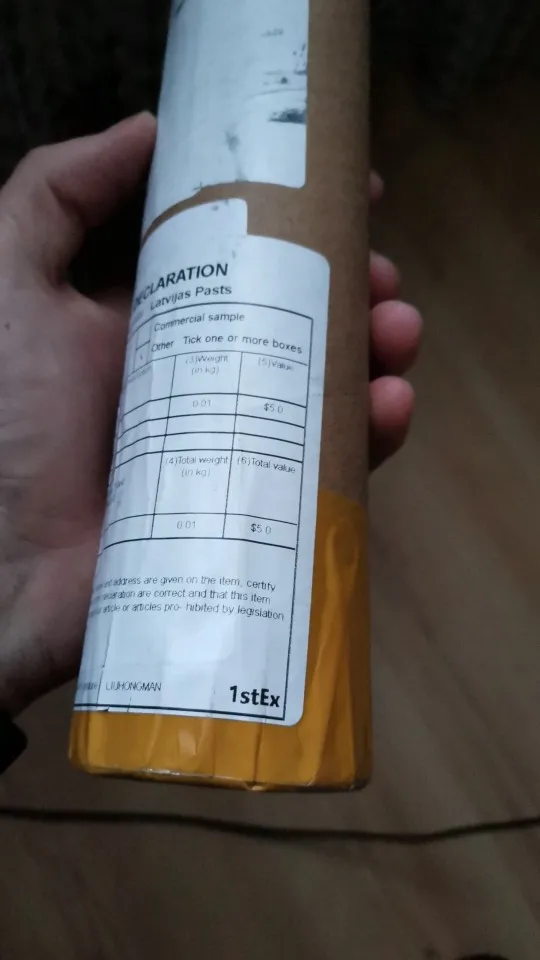 DECLARATION
Latvijas Pasts
Commercial sample
Other Tick one or more boxes
(3)Weight (in kg)
(5)Value
0.01 $5.0
(4)Total weight (in kg)
(6)Total value
0.01 $5.0
and address are given on the item, certify
are correct and that this item
article or articles pro- hibited by legislation
LIUHONGMAN
1stEx